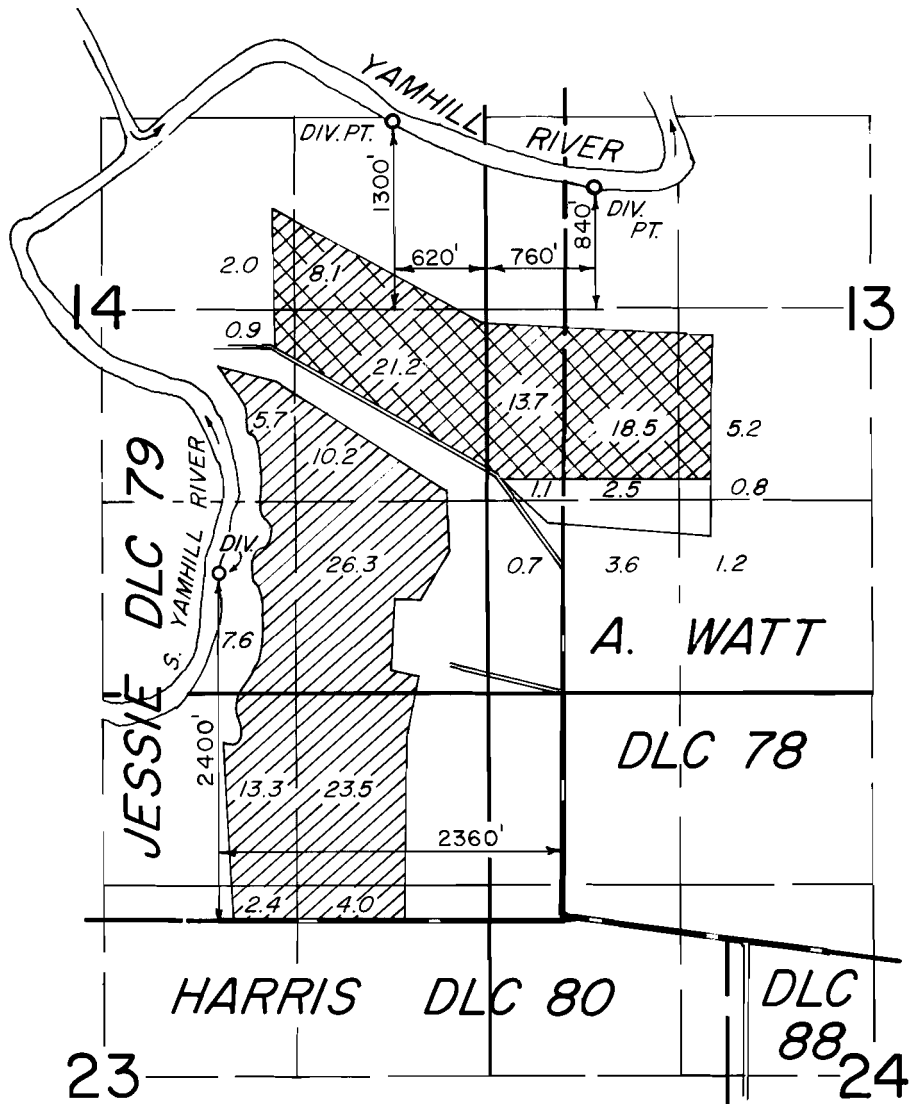 YAMHILL
RIVER
DIV. PT.
DIV.
PT.
1300'
840'
620'
760'
2.0
8.1
14
13
0.9
21.2
13.7
18.5
5.2
5.7
10.2
1.1
2.5
0.8
JESSIE DLC 79
S. YAMHILL RIVER
DIV.
26.3
0.7
3.6
1.2
7.6
A. WATT
DLC 78
2400'
13.3
23.5
2360'
2.4
4.0
HARRIS DLC 80
DLC
88
23
24